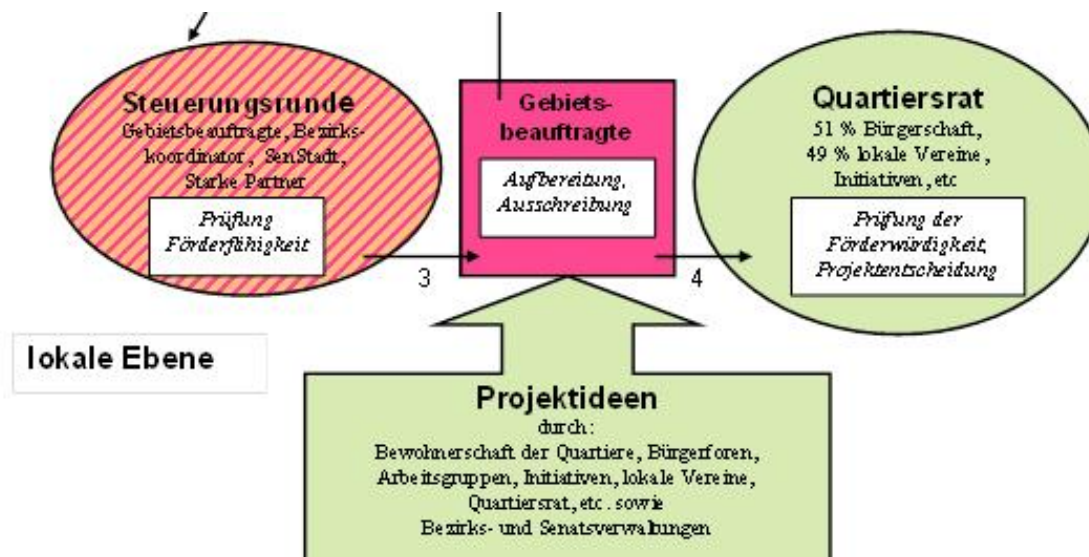 Steuerungsrunde
Gebietsbeauftragte, Bezirks-
koordinator, SenStadt,
Starke Partner
Prüfung
Förderfähigkeit
3
Gebiets-
beauftragte
Aufbereitung,
Ausschreibung
4
Quartiersrat
51 % Bürgerschaft,
49 % lokale Vereine,
Initiativen, etc
Prüfung der
Förderwürdigkeit,
Projektentscheidung
lokale Ebene
Projektideen
durch:
Bewohnerschaft der Quartiere, Bürgerforen,
Arbeitsgruppen, Initiativen, lokale Vereine,
Quartiersrat, etc. sowie
Bezirks- und Senatsverwaltungen